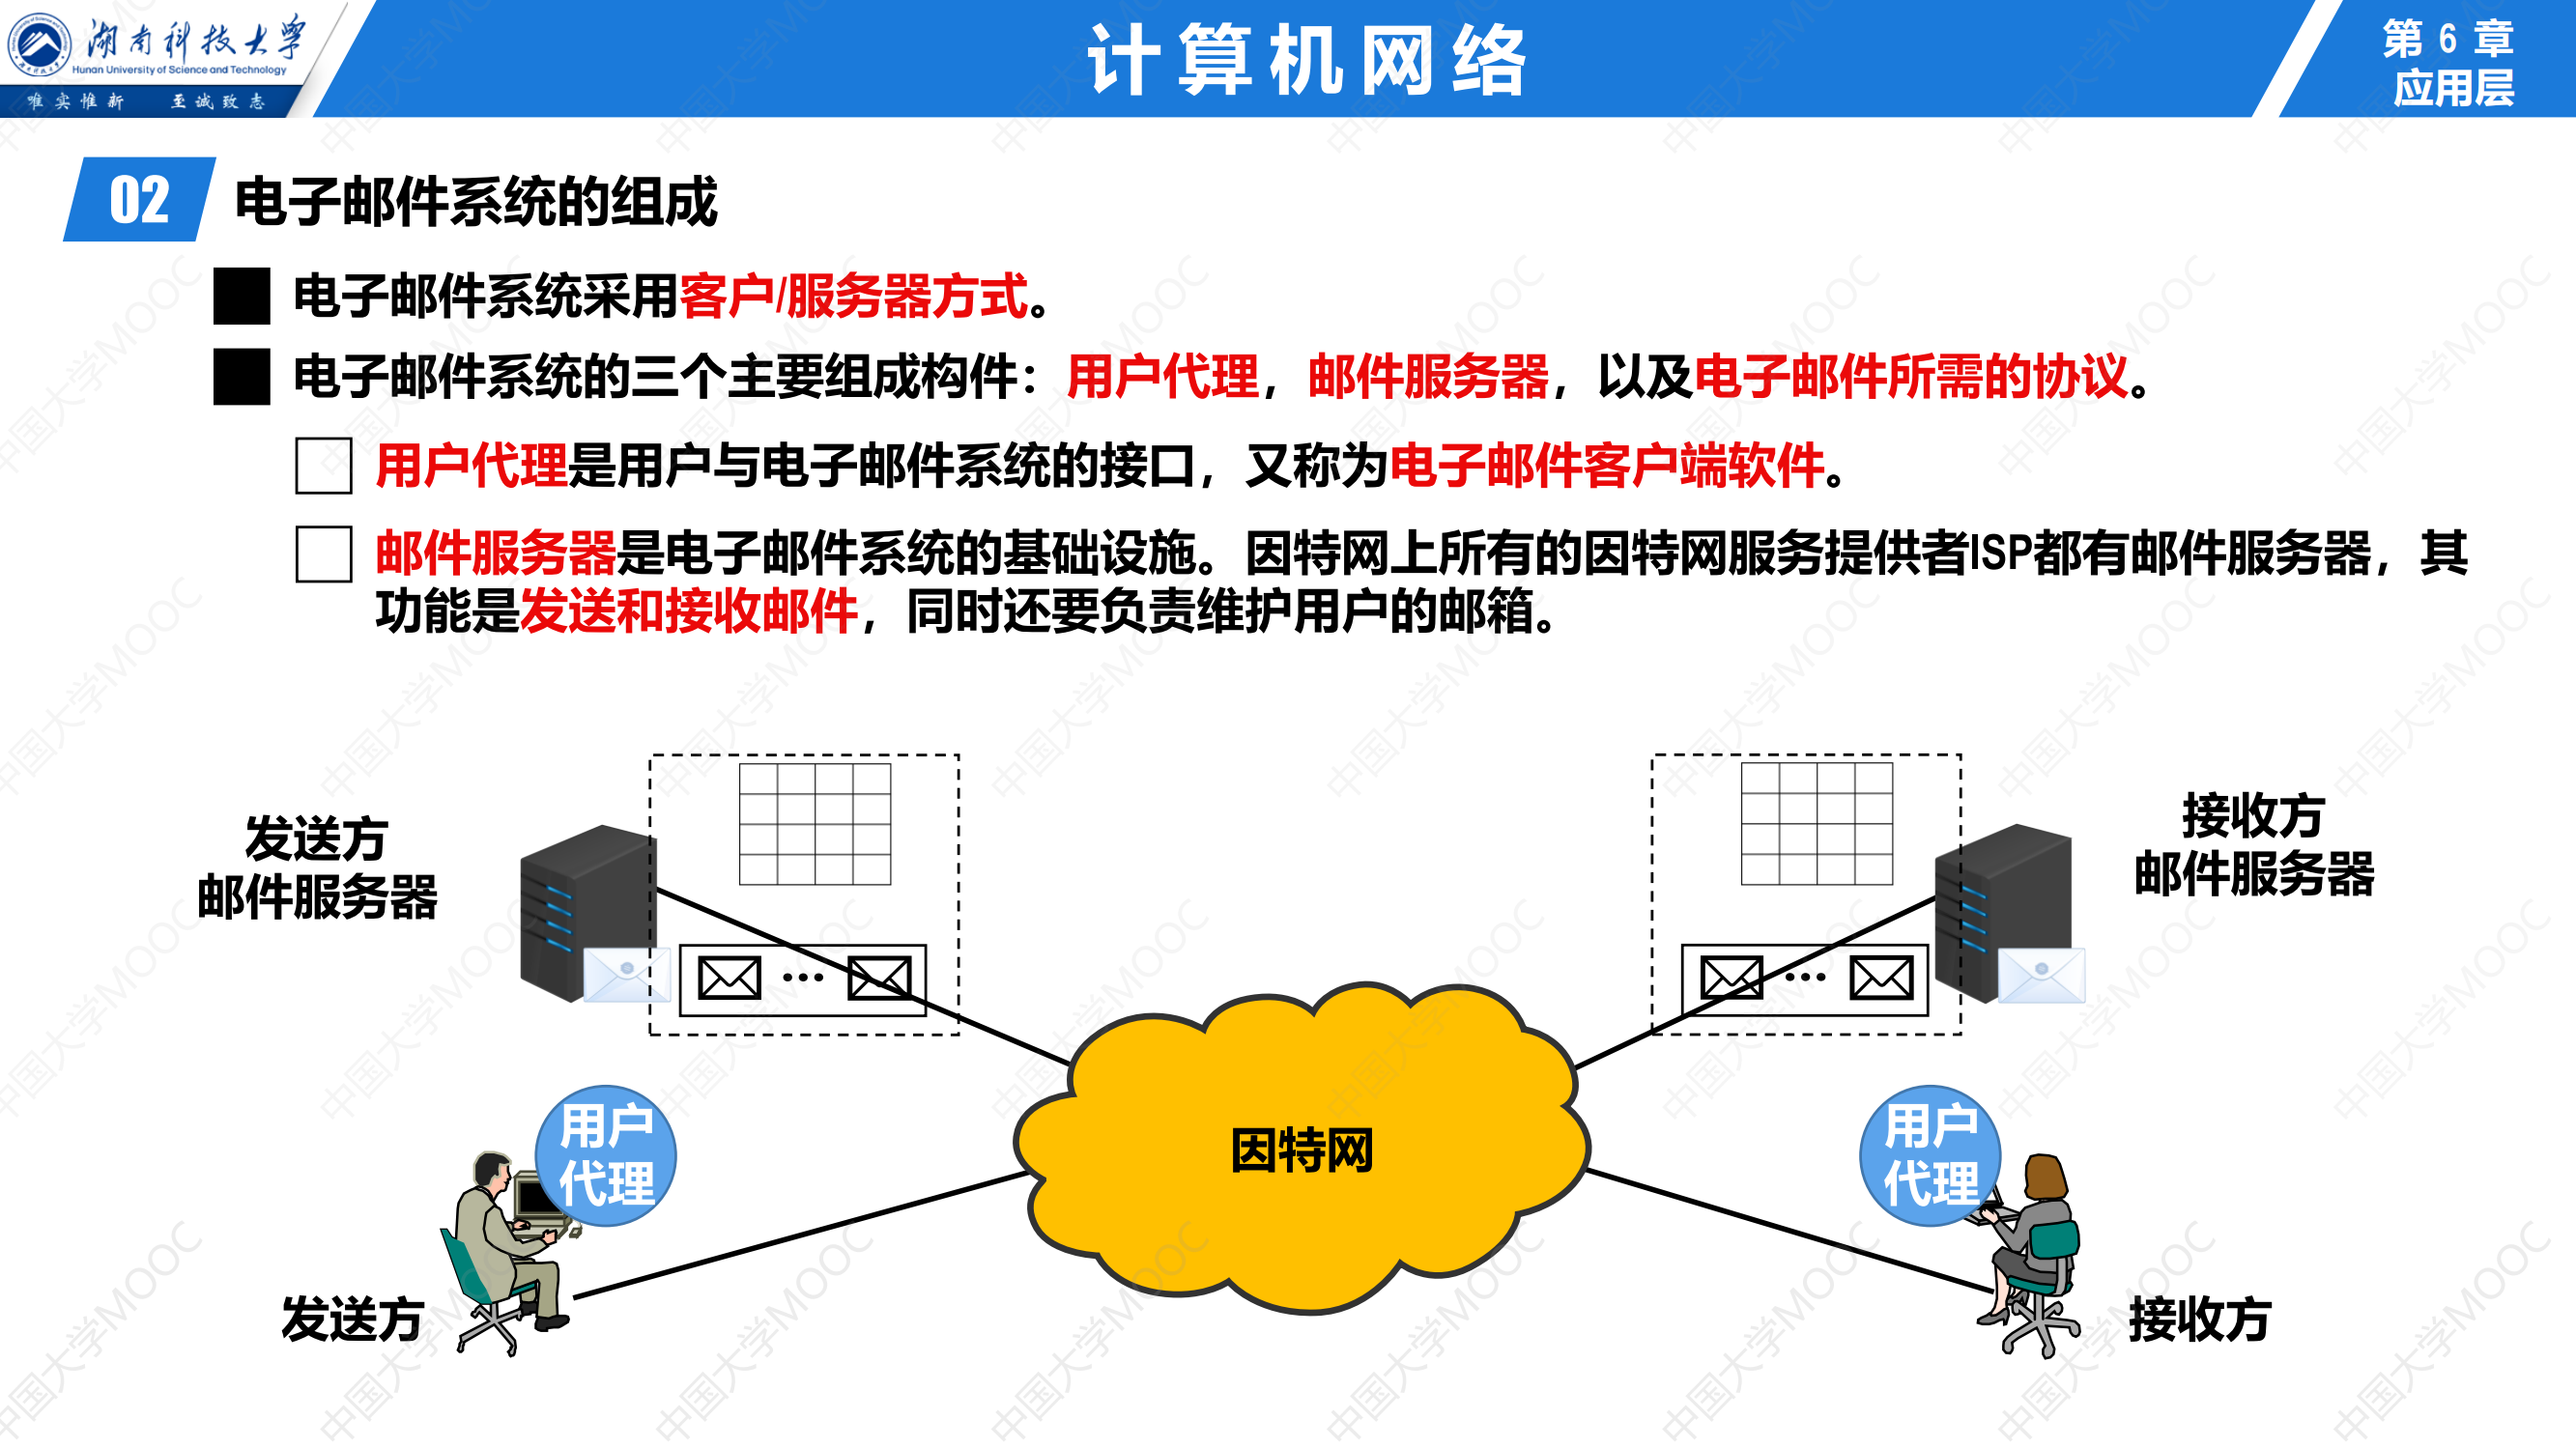 湖南科技大学
Hunan University of Science and Technology
唯实惟新 至诚致志
计算机网络
第 6 章
应用层
02 电子邮件系统的组成
电子邮件系统采用客户/服务器方式。
电子邮件系统的三个主要组成构件：用户代理，邮件服务器，以及电子邮件所需的协议。
用户代理是用户与电子邮件系统的接口，又称为电子邮件客户端软件。
邮件服务器是电子邮件系统的基础设施。因特网上所有的因特网服务提供者ISP都有邮件服务器，其
功能是发送和接收邮件，同时还要负责维护用户的邮箱。
发送方
邮件服务器
接收方
邮件服务器
用户
代理
因特网
用户
代理
发送方
接收方
中国大学MOOC